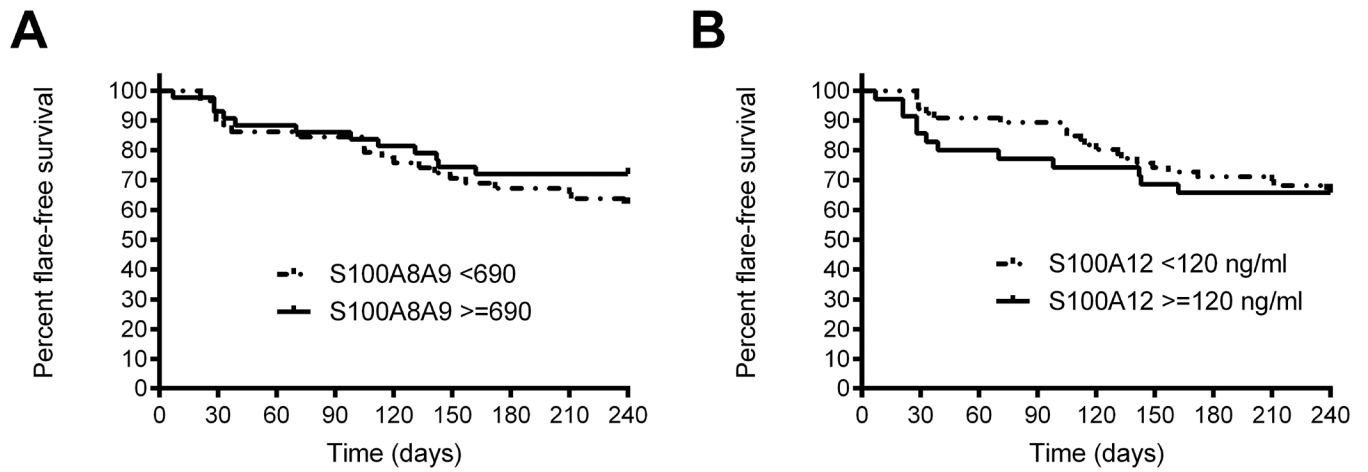 A
Percent flare-free survival
100
90
80
70
60
50
40
30
20
10
0
S100A8A9 <690
S100A8A9 >=690
0 30 60 90 120 150 180 210 240
Time (days)
B
Percent flare-free survival
100
90
80
70
60
50
40
30
20
10
0
S100A12 <120 ng/ml
S100A12 >=120 ng/ml
0 30 60 90 120 150 180 210 240
Time (days)